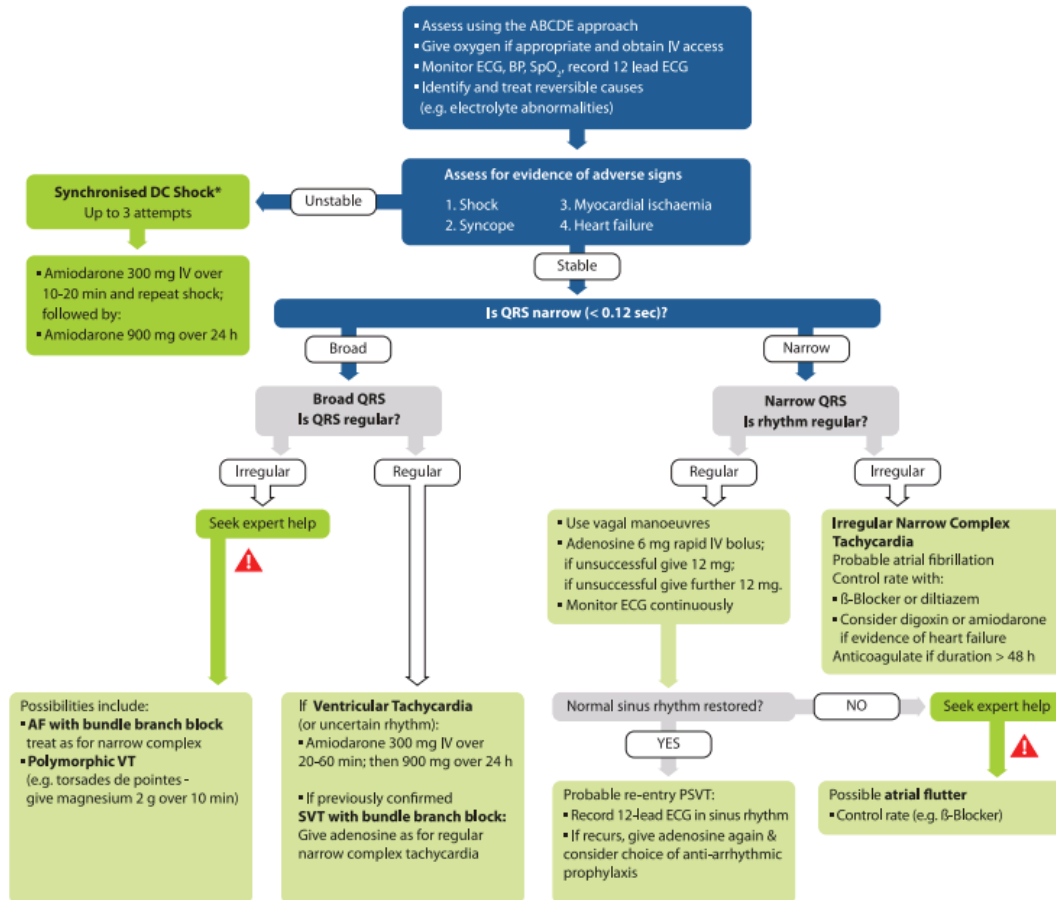 ▪ Assess using the ABCDE approach
▪ Give oxygen if appropriate and obtain IV access
▪ Monitor ECG, BP, SpO₂, record 12 lead ECG
▪ Identify and treat reversible causes
(e.g. electrolyte abnormalities)
Assess for evidence of adverse signs
1. Shock 3. Myocardial ischaemia
2. Syncope 4. Heart failure
Unstable
Synchronised DC Shock*
Up to 3 attempts
▪ Amiodarone 300 mg IV over
10-20 min and repeat shock;
followed by:
▪ Amiodarone 900 mg over 24 h
Stable
Is QRS narrow (< 0.12 sec)?
Broad
Narrow
Broad QRS
Is QRS regular?
Narrow QRS
Is rhythm regular?
Irregular
Regular
Regular
Irregular
Seek expert help
!
▪ Use vagal manoeuvres
▪ Adenosine 6 mg rapid IV bolus;
if unsuccessful give 12 mg;
if unsuccessful give further 12 mg.
▪ Monitor ECG continuously
Irregular Narrow Complex
Tachycardia
Probable atrial fibrillation
Control rate with:
▪ ß-Blocker or diltiazem
▪ Consider digoxin or amiodarone
if evidence of heart failure
Anticoagulate if duration > 48 h
Possibilities include:
▪ AF with bundle branch block
treat as for narrow complex
▪ Polymorphic VT
(e.g. torsades de pointes -
give magnesium 2 g over 10 min)
If Ventricular Tachycardia
(or uncertain rhythm):
▪ Amiodarone 300 mg IV over
20-60 min; then 900 mg over 24 h
▪ If previously confirmed
SVT with bundle branch block:
Give adenosine as for regular
narrow complex tachycardia
Normal sinus rhythm restored?
NO
Seek expert help
!
YES
Probable re-entry PSVT:
▪ Record 12-lead ECG in sinus rhythm
▪ If recurs, give adenosine again &
consider choice of anti-arrhythmic
prophylaxis
Possible atrial flutter
▪ Control rate (e.g. ß-Blocker)